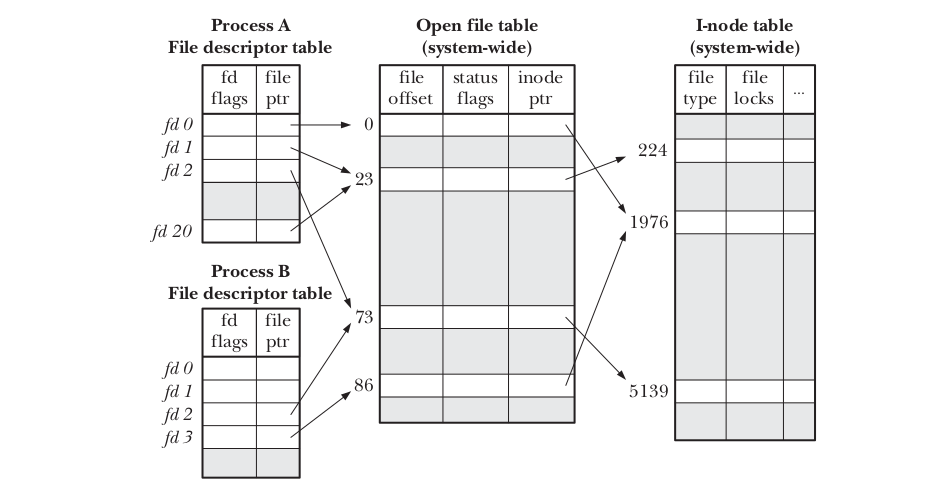 Process A
File descriptor table
fd
flags
file
ptr
fd 0
fd 1
fd 2
fd 20
Process B
File descriptor table
fd
flags
file
ptr
fd 0
fd 1
fd 2
fd 3
Open file table
(system-wide)
file
offset
status
flags
inode
ptr
0
23
73
86
I-node table
(system-wide)
file
type
file
locks
...
224
1976
5139